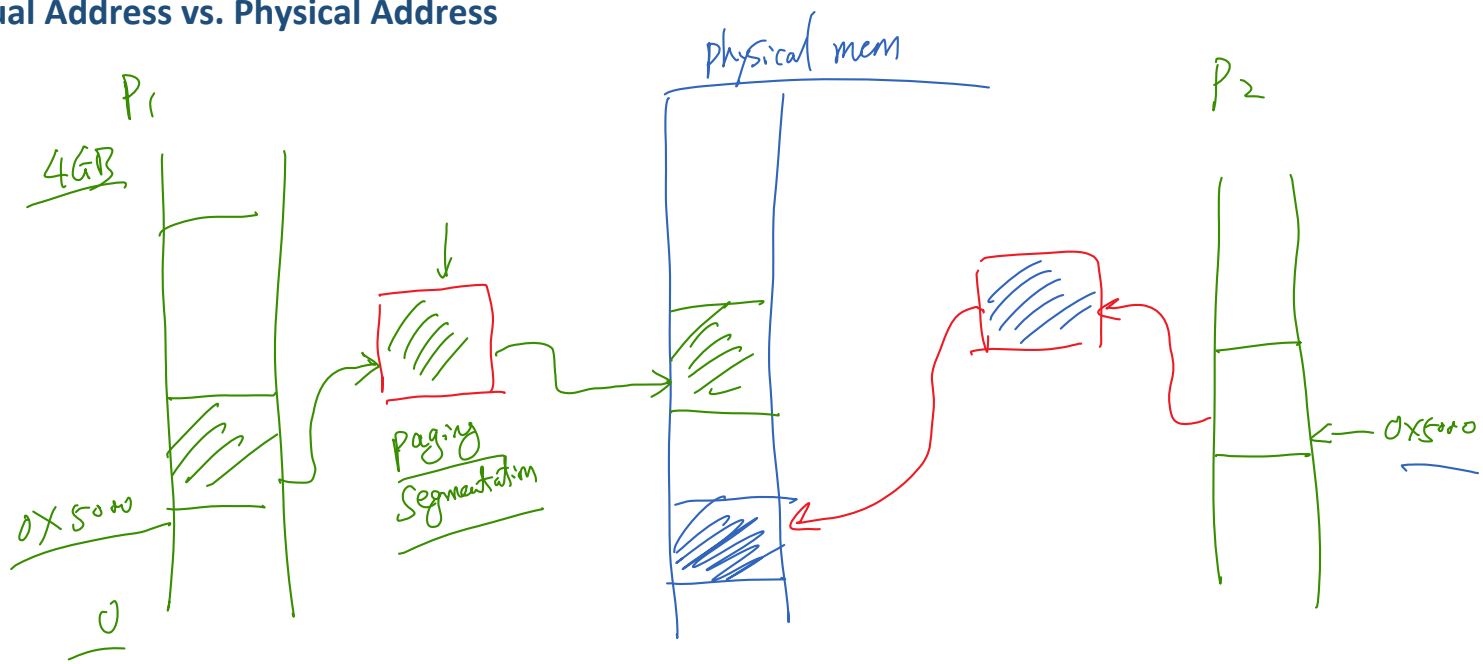 ual Address vs. Physical Address
physical mem
P1
P2
4GB
paging
segmentation
0x5000
0x5000
0